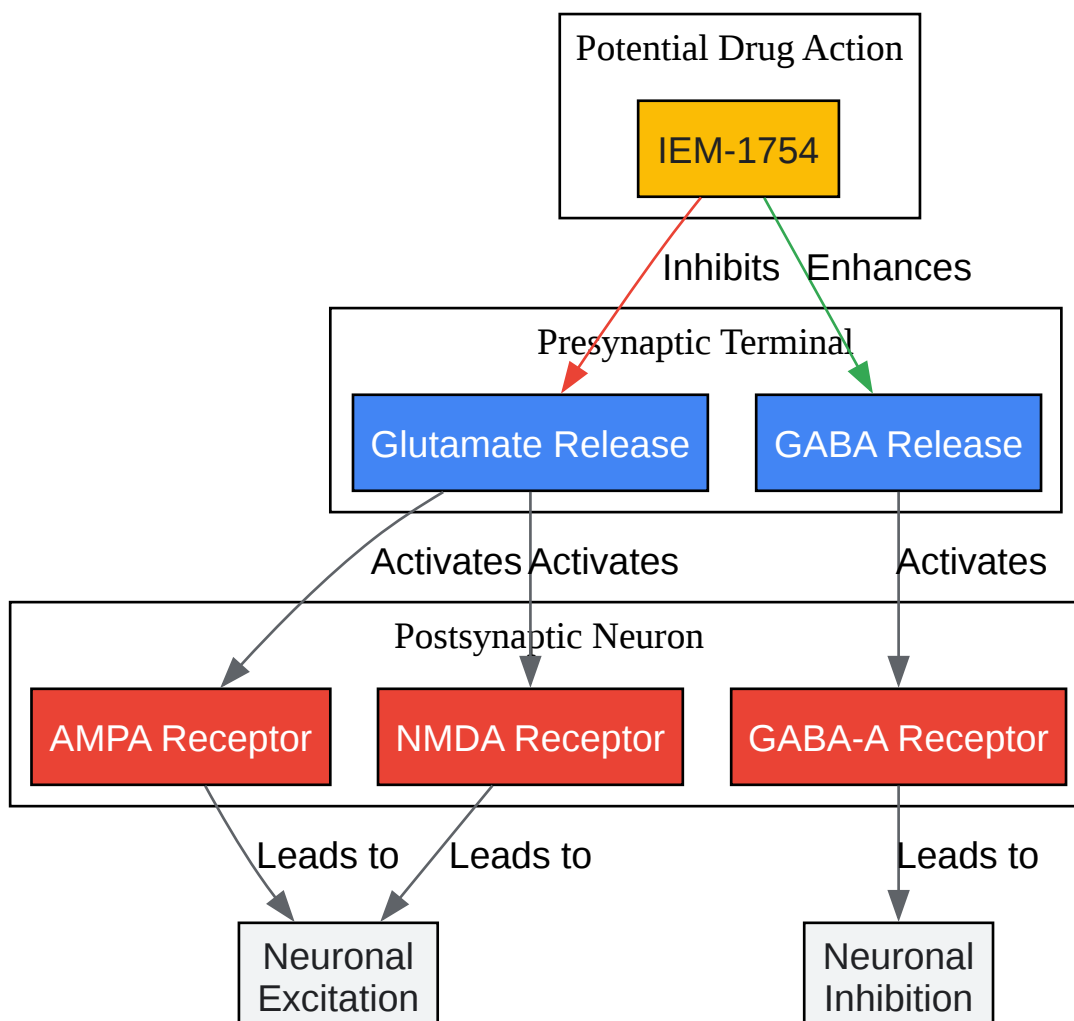 Potential Drug Action
IEM-1754
Inhibits
Enhances
Presynaptic Terminal
Glutamate Release
GABA Release
Activates
Activates
Activates
Postsynaptic Neuron
AMPA Receptor
NMDA Receptor
GABA-A Receptor
Leads to
Leads to
Leads to
Neuronal
Excitation
Neuronal
Inhibition